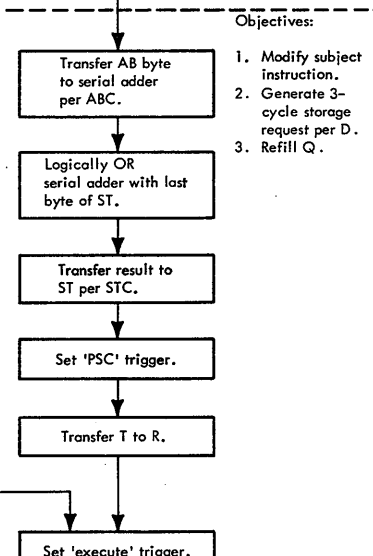 Objectives:
1. Modify subject
instruction.
2. Generate 3-
cycle storage
request per D.
3. Refill Q.
Transfer AB byte
to serial adder
per ABC.
Logically OR
serial adder with last
byte of ST.
Transfer result to
ST per STC.
Set 'PSC' trigger.
Transfer T to R.
Set 'execute' trigger.